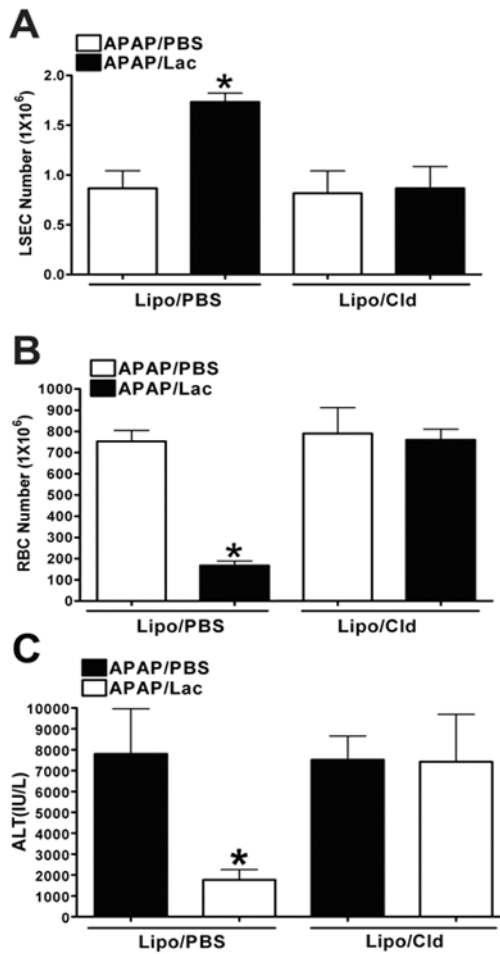 A
APAP/PBS
APAP/Lac
LSEC Number (1X10⁶)
2.0
1.5
1.0
0.5
0.0
*
Lipo/PBS Lipo/Cld
B
APAP/PBS
APAP/Lac
RBC Number (1X10⁶)
1000
900
800
700
600
500
400
300
200
100
0
*
Lipo/PBS Lipo/Cld
C
APAP/PBS
APAP/Lac
ALT(IU/L)
10000
9000
8000
7000
6000
5000
4000
3000
2000
1000
0
*
Lipo/PBS Lipo/Cld